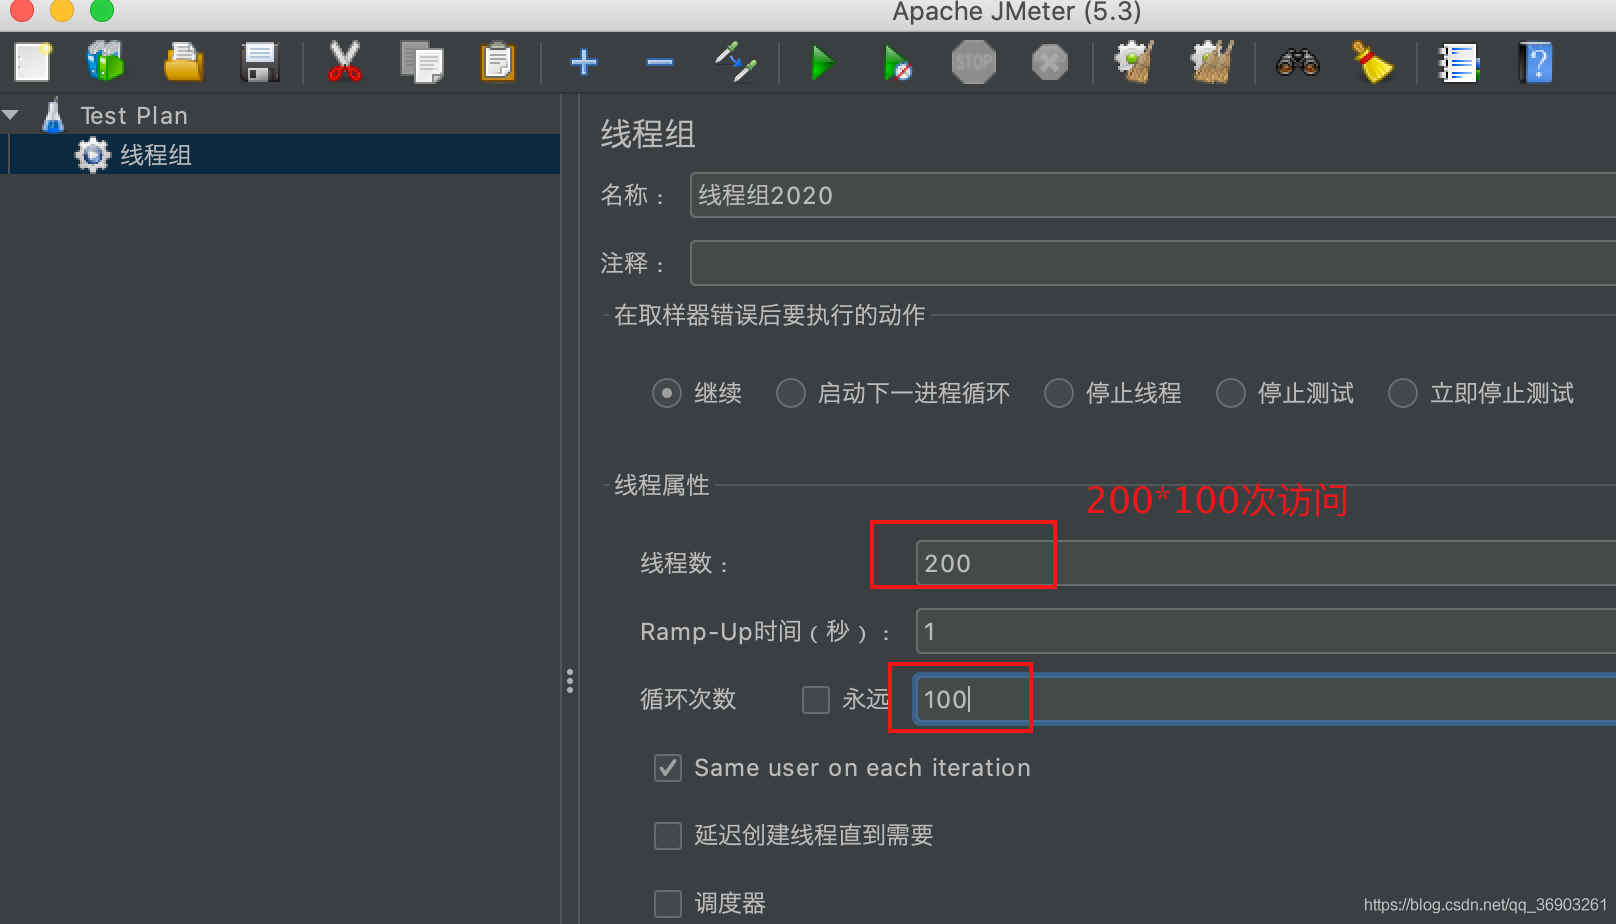 Apache JMeter (5.3)
STOP
?
Test Plan
线程组
线程组
名称： 线程组2020
注释：
在取样器错误后要执行的动作
继续 启动下一进程循环 停止线程 停止测试 立即停止测试
线程属性
200*100次访问
线程数： 200
Ramp-Up时间（秒）： 1
循环次数 永远 100
Same user on each iteration
延迟创建线程直到需要
调度器
https://blog.csdn.net/qq_36903261